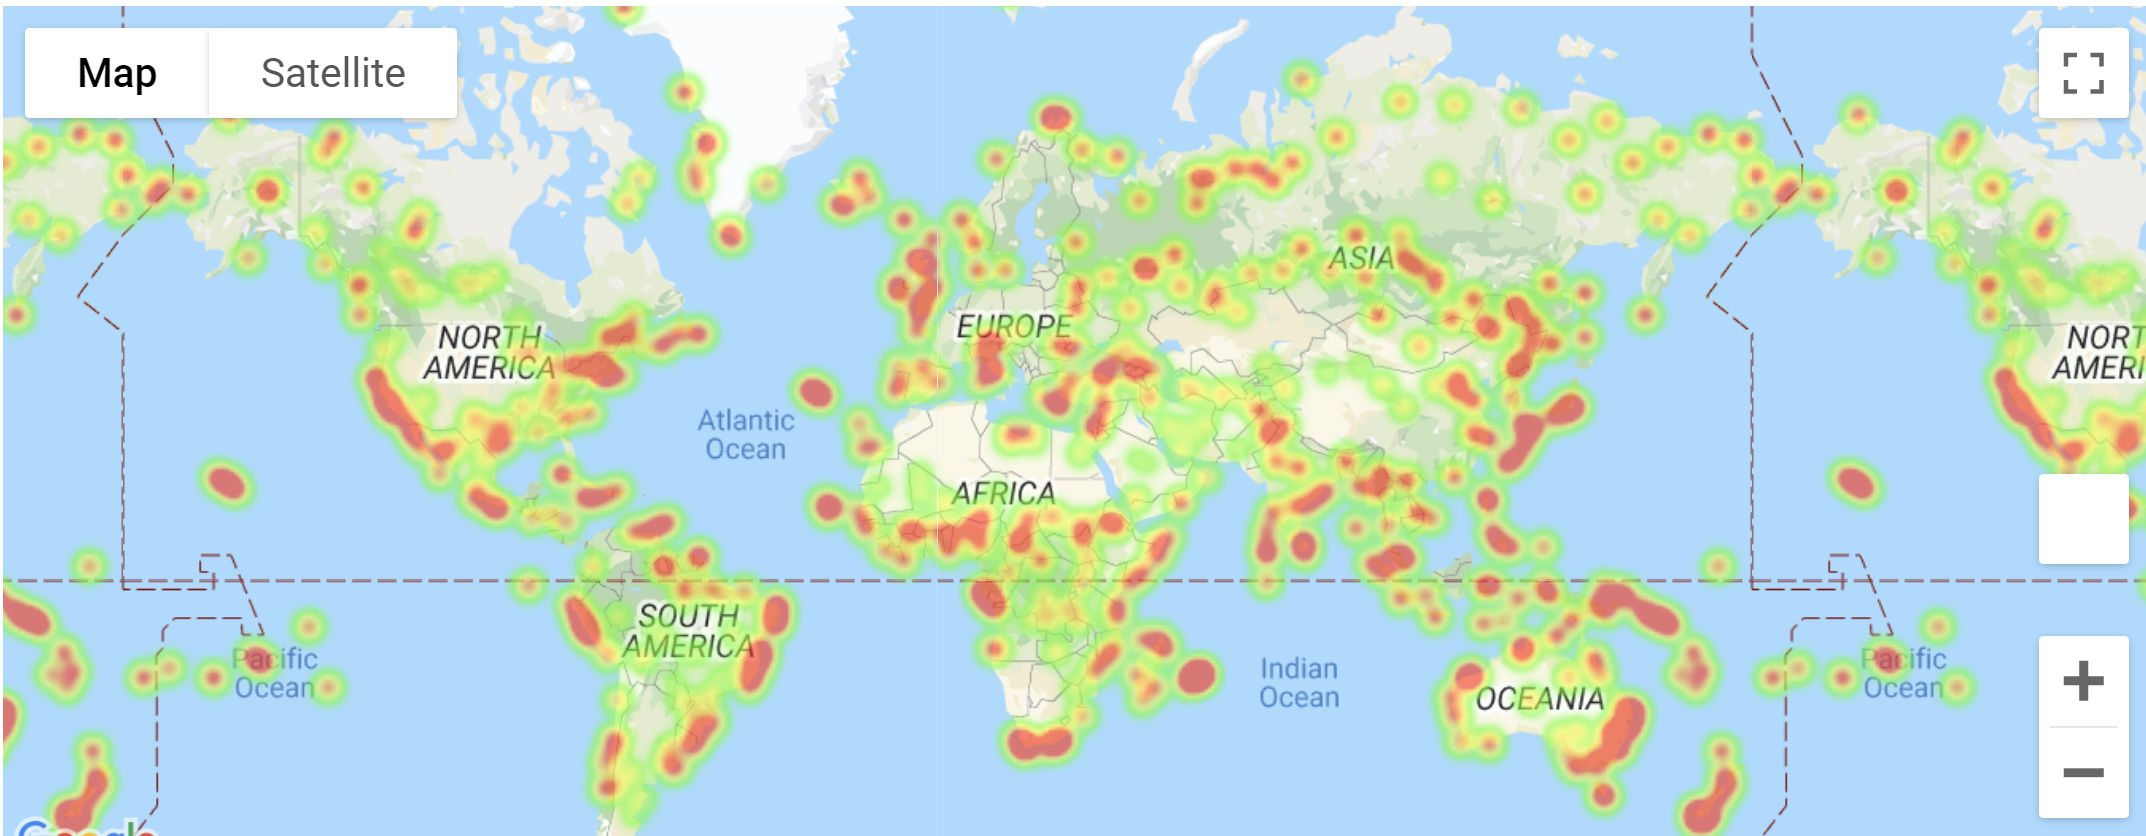 Map
Satellite
ASIA
NORTH
AMERICA
EUROPE
NORT
AMERI
Atlantic
Ocean
AFRICA
SOUTH
AMERICA
Pacific
Ocean
Indian
Ocean
OCEANIA
Pacific
Ocean
Google